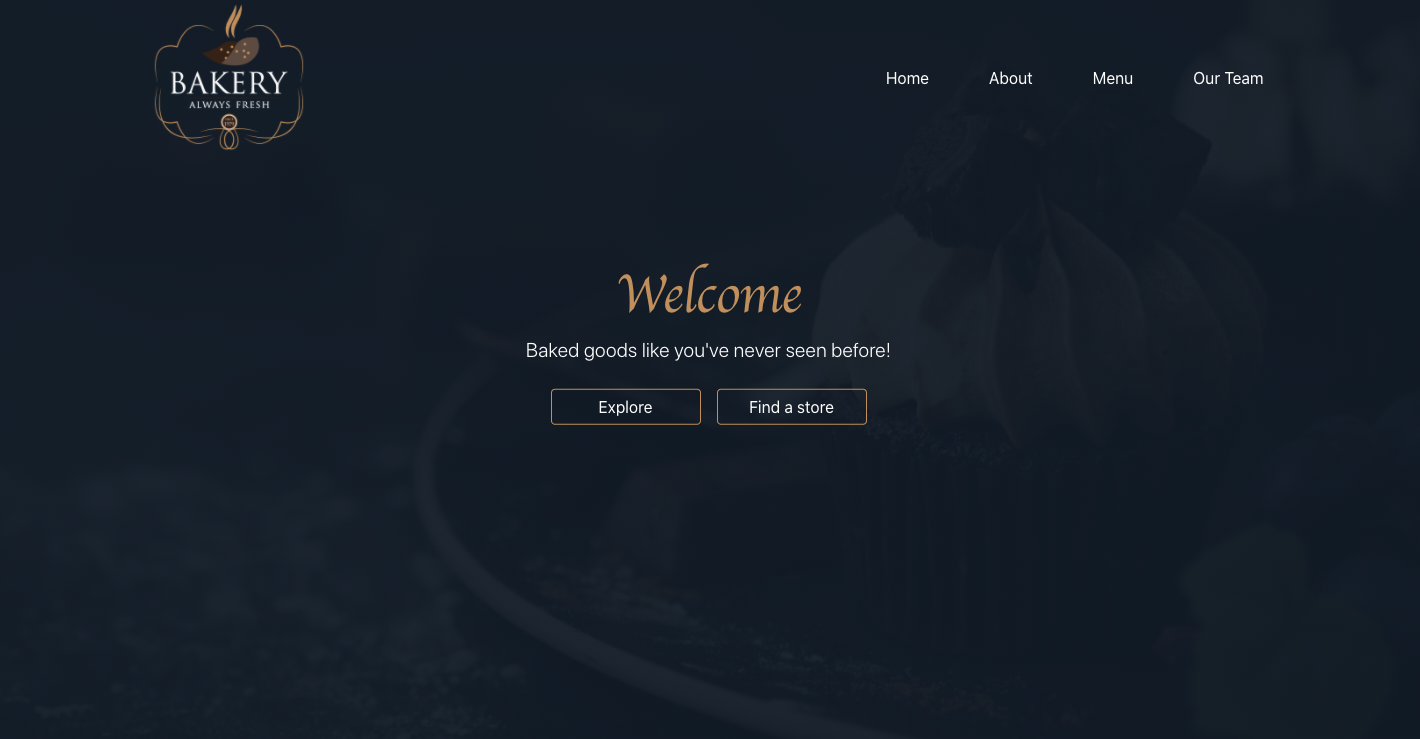 BAKERY
ALWAYS FRESH
Home About Menu Our Team
Welcome
Baked goods like you've never seen before!
Explore Find a store